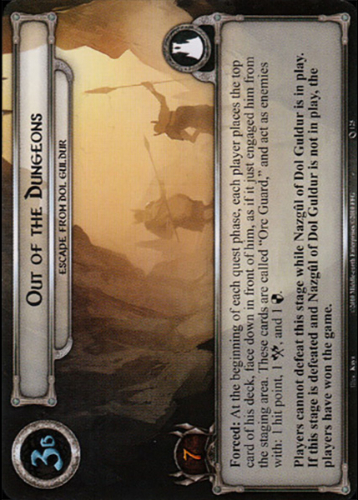 3B
OUT OF THE DUNGEONS
ESCAPE FROM DOL GULDUR
7
Forced: At the beginning of each quest phase, each player places the top
card of his deck, face down in front of him, as if it just engaged him from
the staging area. These cards are called “Orc Guard,” and act as enemies
with: 1 hit point, 1, and 1.
Players cannot defeat this stage while Nazgûl of Dol Guldur is in play.
If this stage is defeated and Nazgûl of Dol Guldur is not in play, the
players have won the game.
Illus. Kaya ©2010 Middle-earth Enterprises ©2010 FFG 125